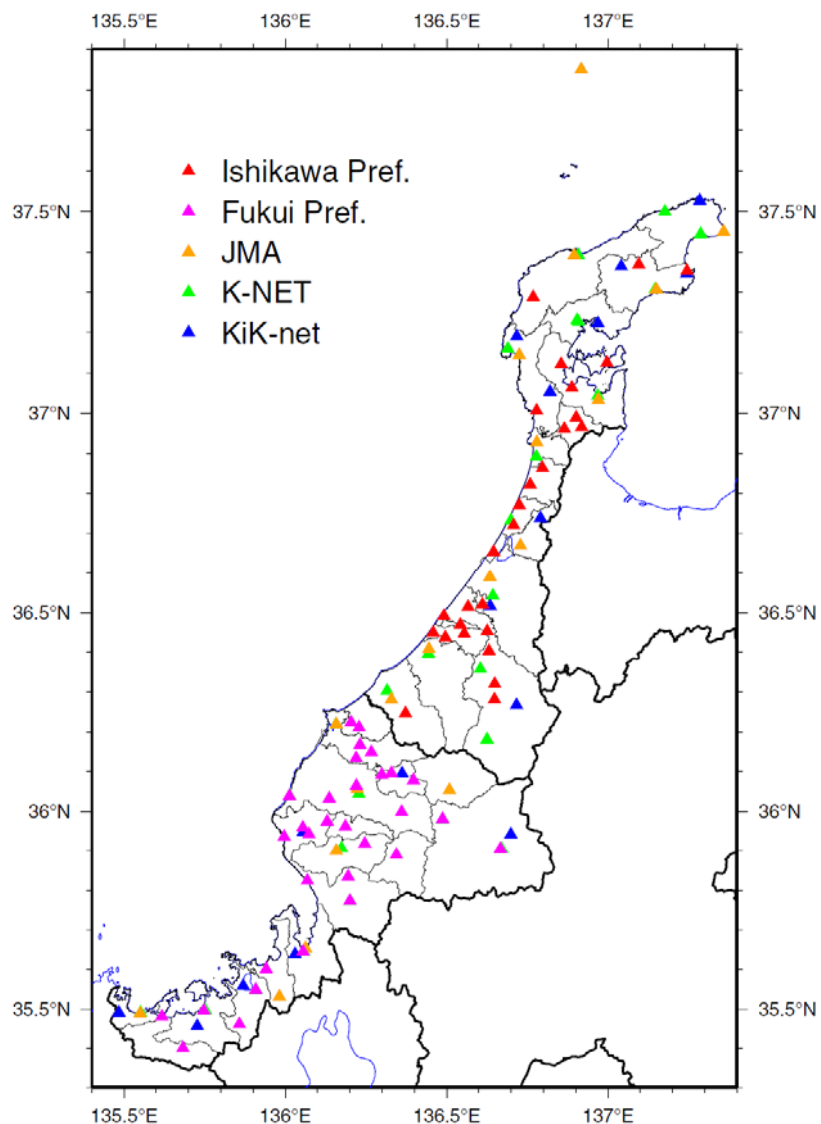 135.5°E 136°E 136.5°E 137°E
Ishikawa Pref.
Fukui Pref.
JMA
K-NET
KiK-net
37.5°N 37.5°N
37°N 37°N
36.5°N 36.5°N
36°N 36°N
35.5°N 35.5°N
135.5°E 136°E 136.5°E 137°E